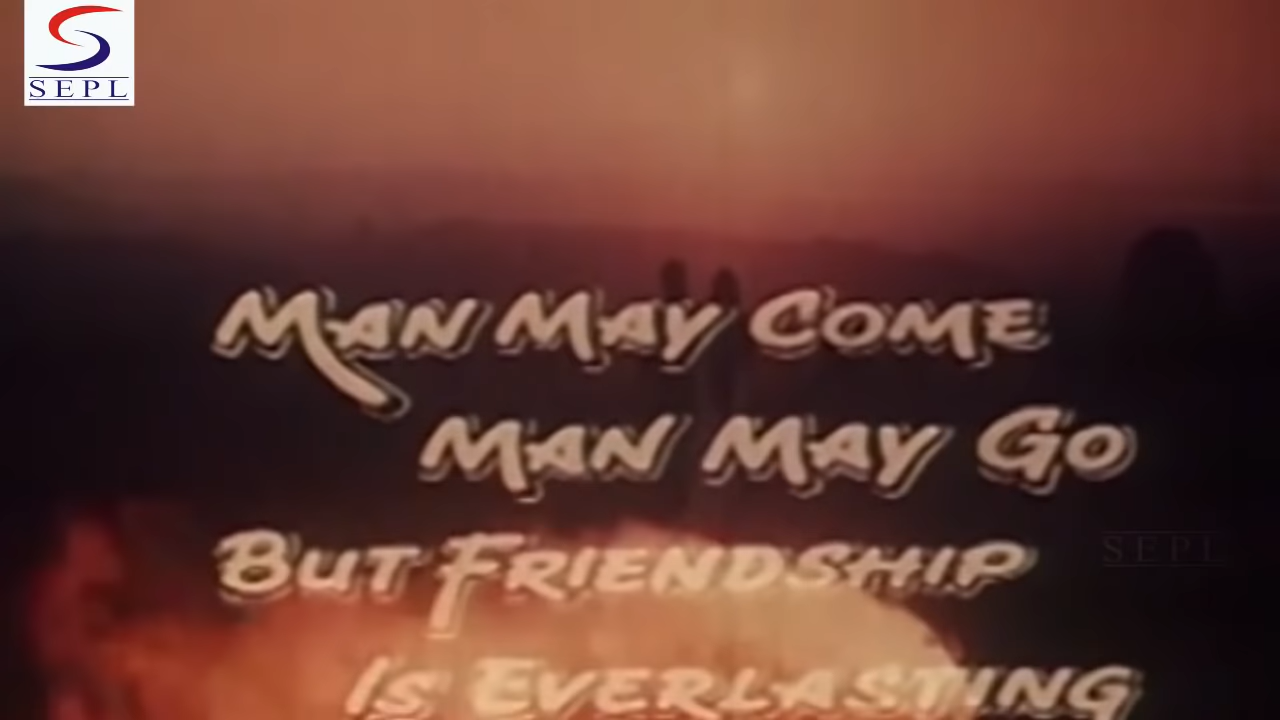 SEPL
Man May Come
Man May Go
But Friendship
SEPL
Is Everlasting